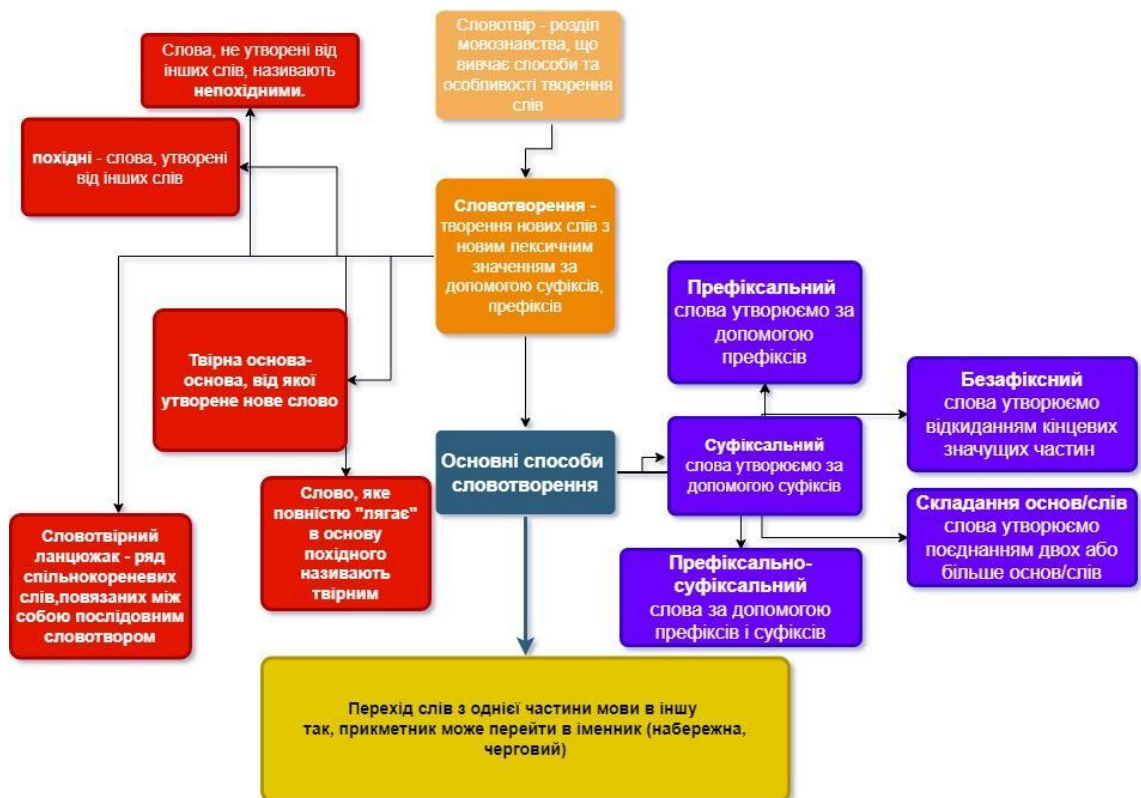 Словотвір - розділ
мовознавства, що
вивчає способи та
особливості творення
слів
Слова, не утворені від
інших слів, називають
непохідними.
похідні - слова, утворені
від інших слів
Словотворення -
творення нових слів з
новим лексичним
значенням за
допомогою суфіксів,
префіксів
Твірна основа-
основа, від якої
утворене нове слово
Слово, яке
повністю "лягає"
в основу
похідного
називають
твірним
Словотвірний
ланцюжак - ряд
спільнокореневих
слів,повязаних між
собою послідовним
словотвором
Основні способи
словотворення
Префіксальний
слова утворюємо за
допомогою
префіксів
Суфіксальний
слова утворюємо за
допомогою суфіксів
Безафіксний
слова утворюємо
відкиданням кінцевих
значущих частин
Складання основ/слів
слова утворюємо
поєднанням двох або
більше основ/слів
Префіксально-
суфіксальний
слова за допомогою
префіксів і суфіксів
Перехід слів з однієї частини мови в іншу
так, прикметник може перейти в іменник (набережна,
черговий)